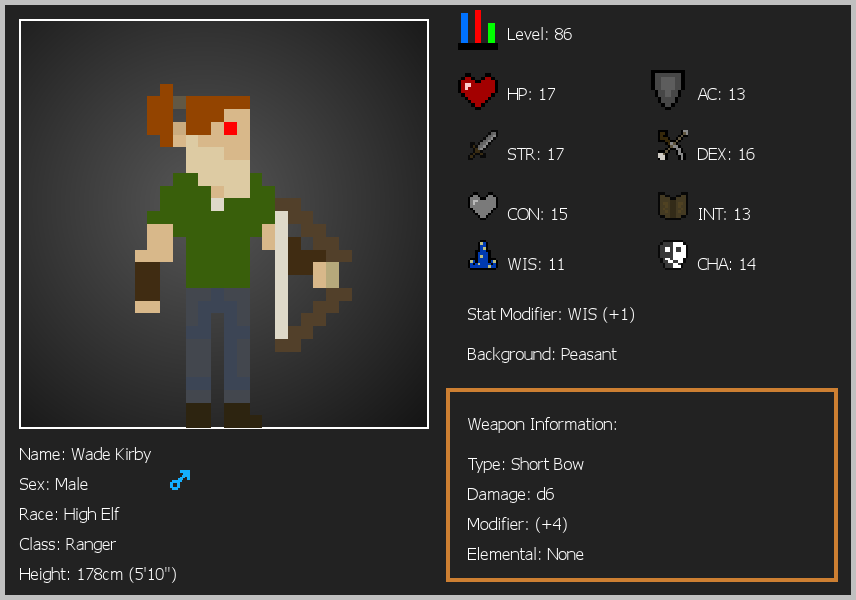 Level: 86
HP: 17
AC: 13
STR: 17
DEX: 16
CON: 15
INT: 13
WIS: 11
CHA: 14
Stat Modifier: WIS (+1)
Background: Peasant
Weapon Information:
Type: Short Bow
Damage: d6
Modifier: (+4)
Elemental: None
Name: Wade Kirby
Sex: Male
Race: High Elf
Class: Ranger
Height: 178cm (5'10")